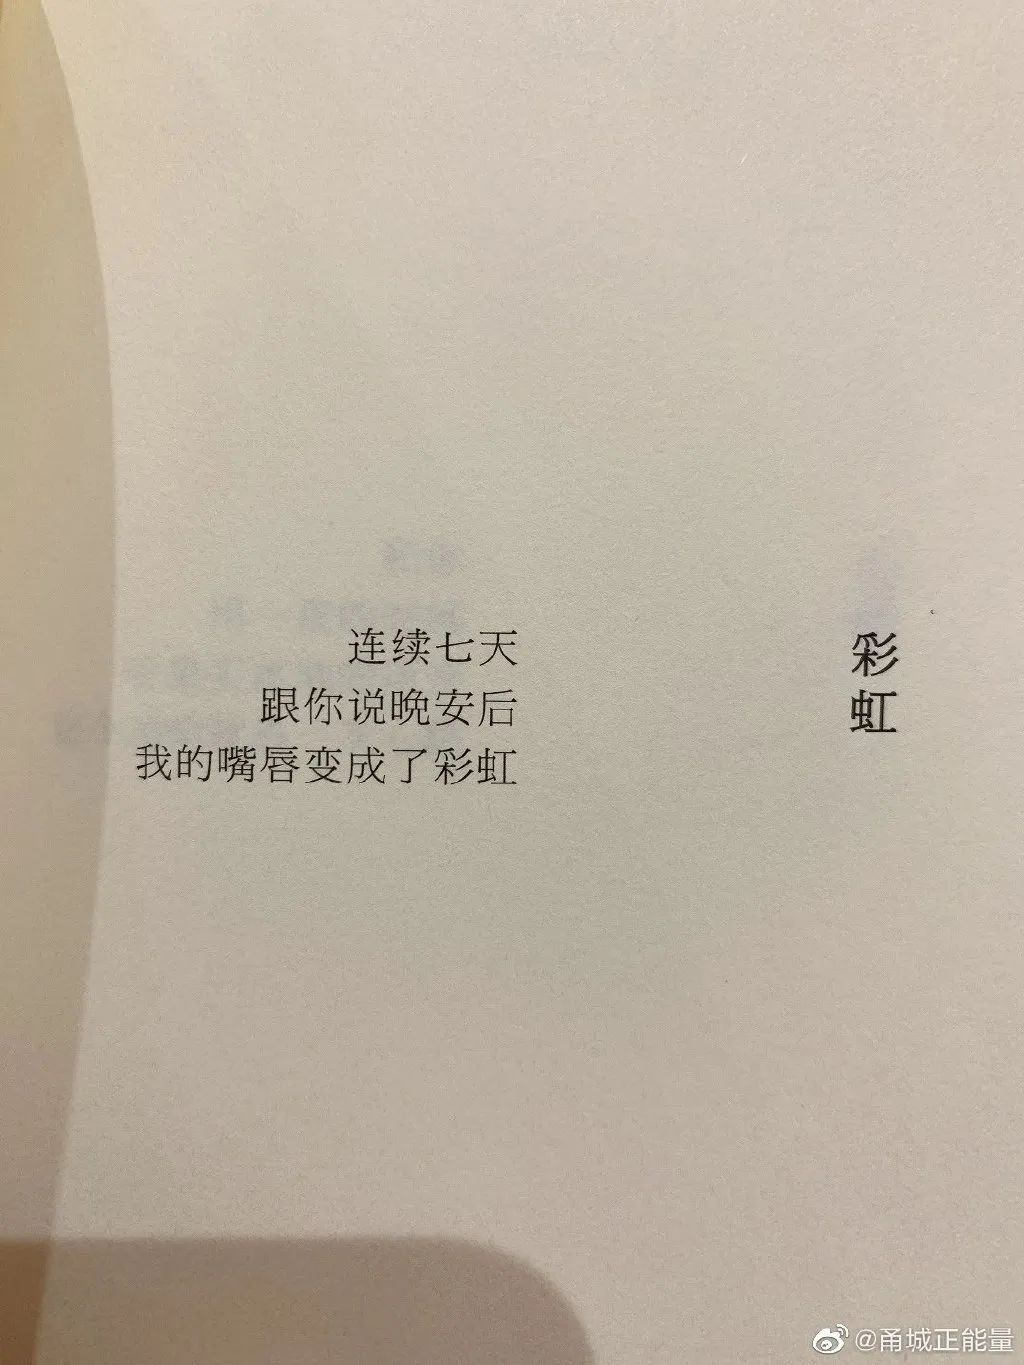 彩虹
连续七天
跟你说晚安后
我的嘴唇变成了彩虹
@甬城正能量